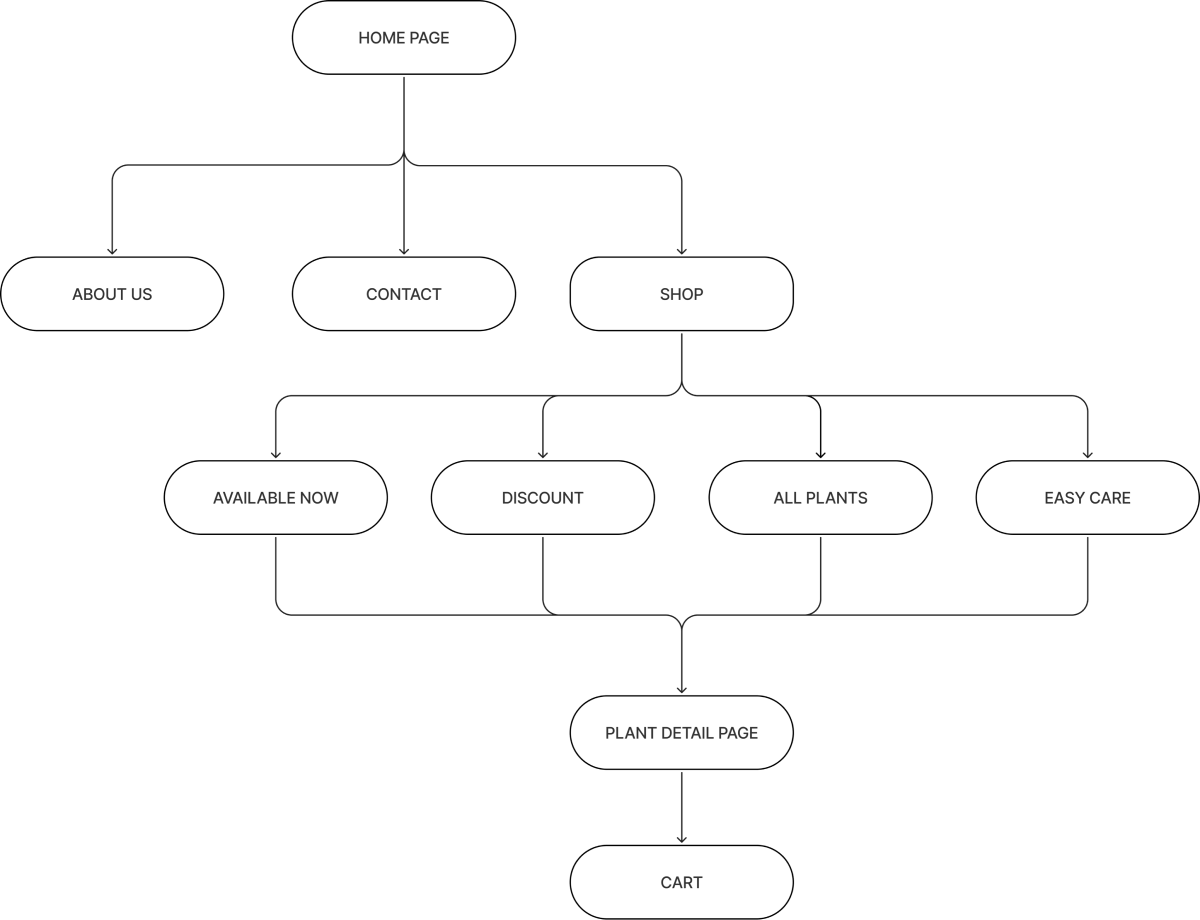 HOME PAGE
ABOUT US
CONTACT
SHOP
AVAILABLE NOW
DISCOUNT
ALL PLANTS
EASY CARE
PLANT DETAIL PAGE
CART